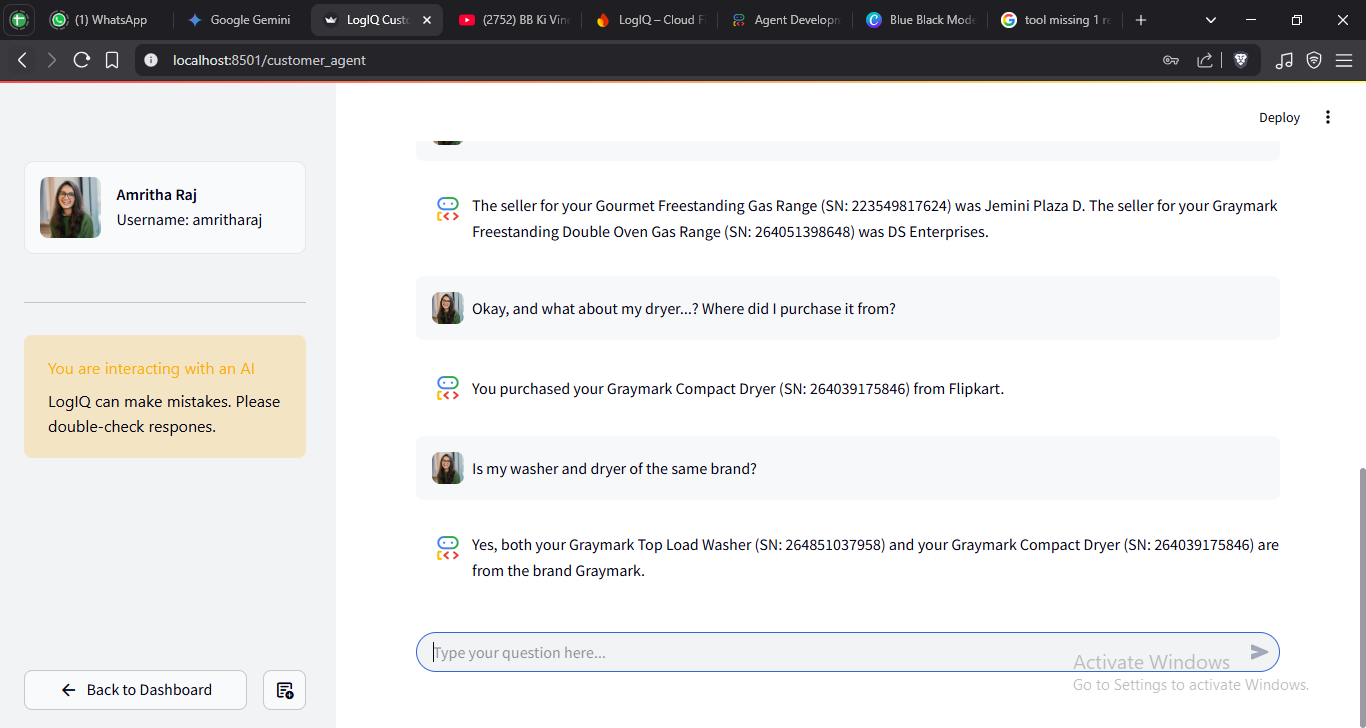 (1) WhatsApp
Google Gemini
LogIQ Custo
(2752) BB Ki Vin
LogIQ – Cloud Fi
Agent Developm
Blue Black Mode
tool missing 1 re
localhost:8501/customer_agent
Deploy
Amritha Raj
Username: amritharaj
You are interacting with an AI
LogIQ can make mistakes. Please
double-check respones.
Back to Dashboard
The seller for your Gourmet Freestanding Gas Range (SN: 223549817624) was Jemini Plaza D. The seller for your Graymark
Freestanding Double Oven Gas Range (SN: 264051398648) was DS Enterprises.
Okay, and what about my dryer...? Where did I purchase it from?
You purchased your Graymark Compact Dryer (SN: 264039175846) from Flipkart.
Is my washer and dryer of the same brand?
Yes, both your Graymark Top Load Washer (SN: 264851037958) and your Graymark Compact Dryer (SN: 264039175846) are
from the brand Graymark.
Type your question here...
Activate Windows
Go to Settings to activate Windows.